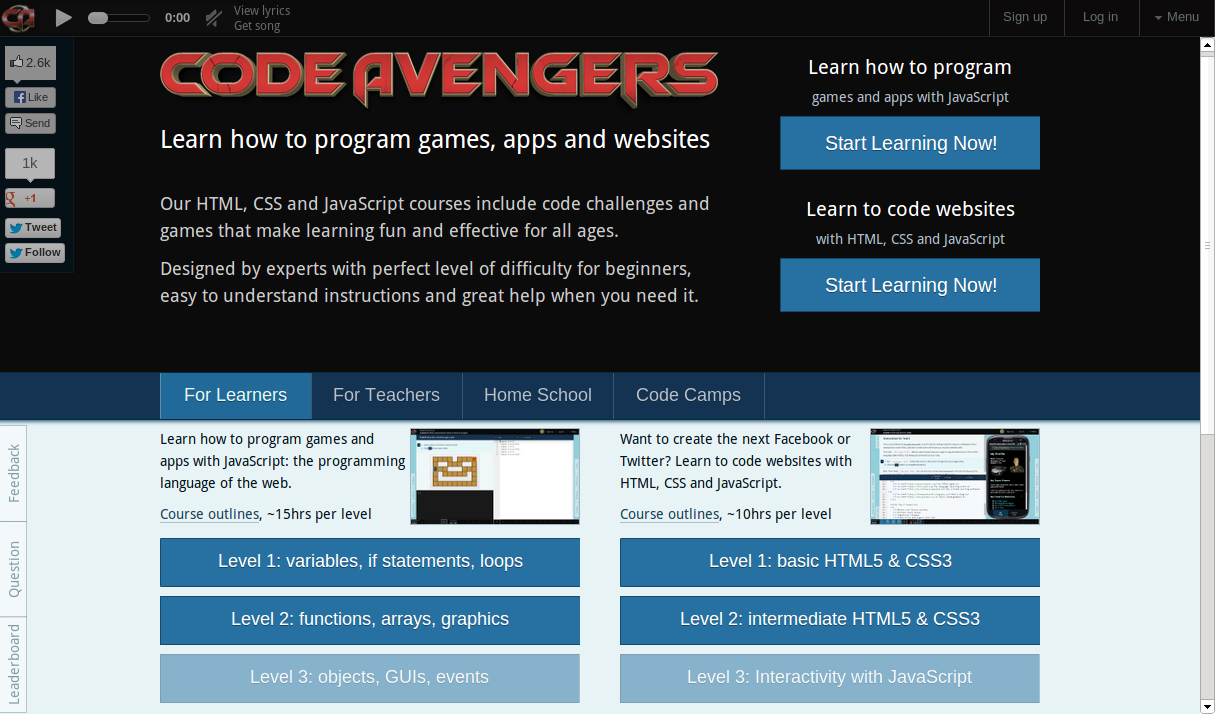 0:00
View lyrics
Get song
Sign up
Log in
Menu
2.6k
Like
Send
1k
+1
Tweet
Follow
CODE AVENGERS
Learn how to program games, apps and websites
Our HTML, CSS and JavaScript courses include code challenges and
games that make learning fun and effective for all ages.
Designed by experts with perfect level of difficulty for beginners,
easy to understand instructions and great help when you need it.
Learn how to program
games and apps with JavaScript
Start Learning Now!
Learn to code websites
with HTML, CSS and JavaScript
Start Learning Now!
For Learners
For Teachers
Home School
Code Camps
Feedback
Question
Leaderboard
Learn how to program games and
apps with JavaScript: the programming
language of the web.
Course outlines, ~15hrs per level
Level 1: variables, if statements, loops
Level 2: functions, arrays, graphics
Level 3: objects, GUIs, events
Want to create the next Facebook or
Twitter? Learn to code websites with
HTML, CSS and JavaScript.
Course outlines, ~10hrs per level
Level 1: basic HTML5 & CSS3
Level 2: intermediate HTML5 & CSS3
Level 3: Interactivity with JavaScript